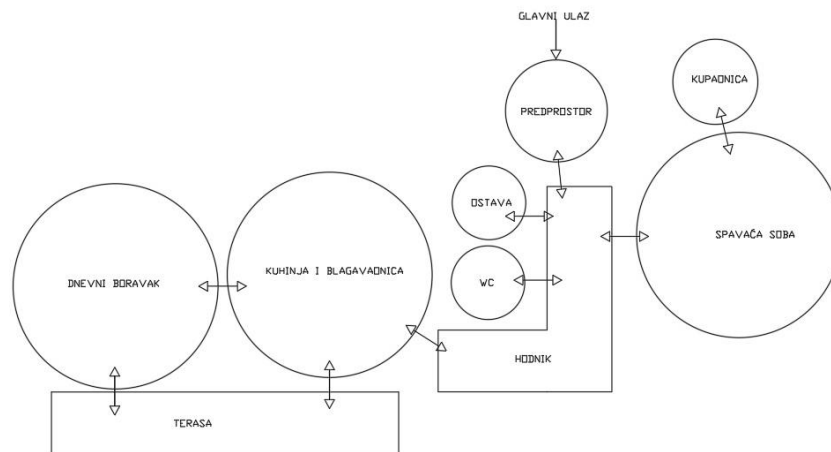 GLAVNI ULAZ
KUPAONICA
PREDPROSTOR
OSTAVA
SPAVAĆA SOBA
KUHINJA I BLAGAVAONICA
DNEVNI BORAVAK
WC
HODNIK
TERASA